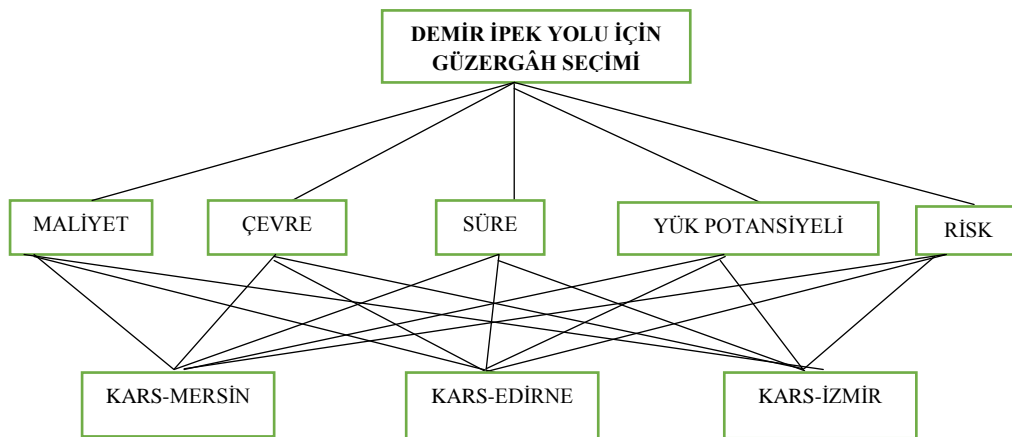 DEMİR İPEK YOLU İÇİN
GÜZERGÂH SEÇİMİ
MALİYET
ÇEVRE
SÜRE
YÜK POTANSİYELİ
RİSK
KARS-MERSİN
KARS-EDİRNE
KARS-İZMİR